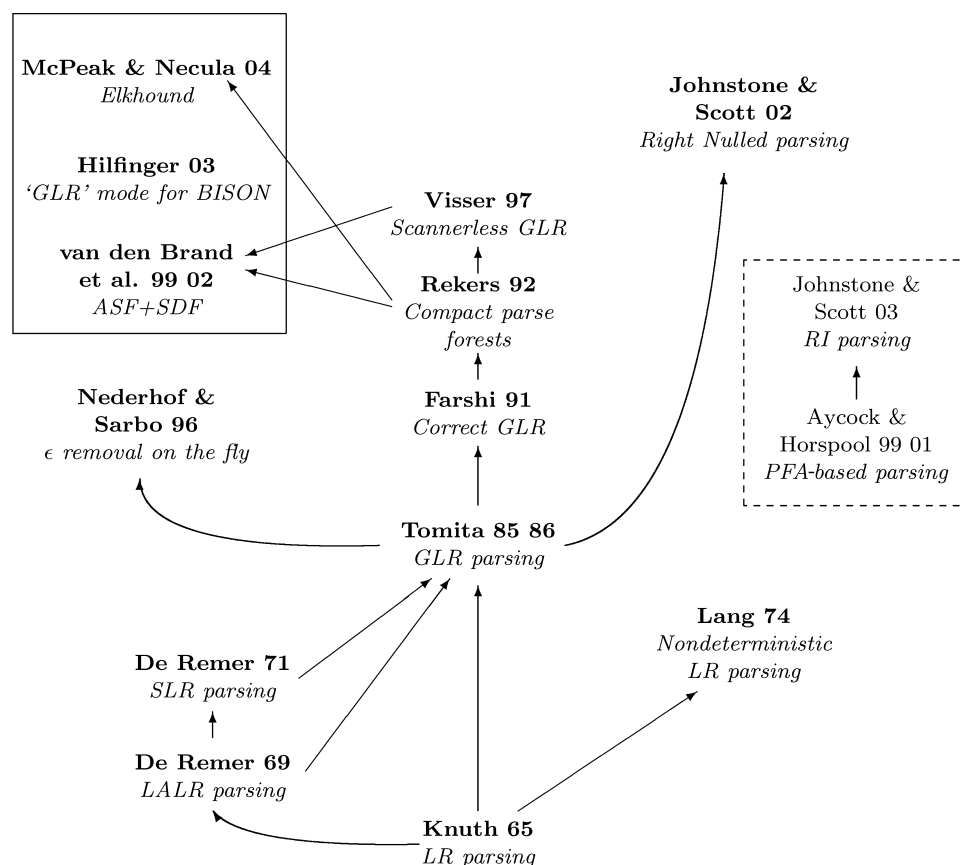 McPeak & Necula 04
Elkhound
Hilfinger 03
‘GLR’ mode for BISON
van den Brand
et al. 99 02
ASF+SDF
Johnstone &
Scott 02
Right Nulled parsing
Visser 97
Scannerless GLR
Rekers 92
Compact parse
forests
Johnstone &
Scott 03
RI parsing
Aycock &
Horspool 99 01
PFA-based parsing
Nederhof &
Sarbo 96
ϵ removal on the fly
Farshi 91
Correct GLR
Tomita 85 86
GLR parsing
Lang 74
Nondeterministic
LR parsing
De Remer 71
SLR parsing
De Remer 69
LALR parsing
Knuth 65
LR parsing